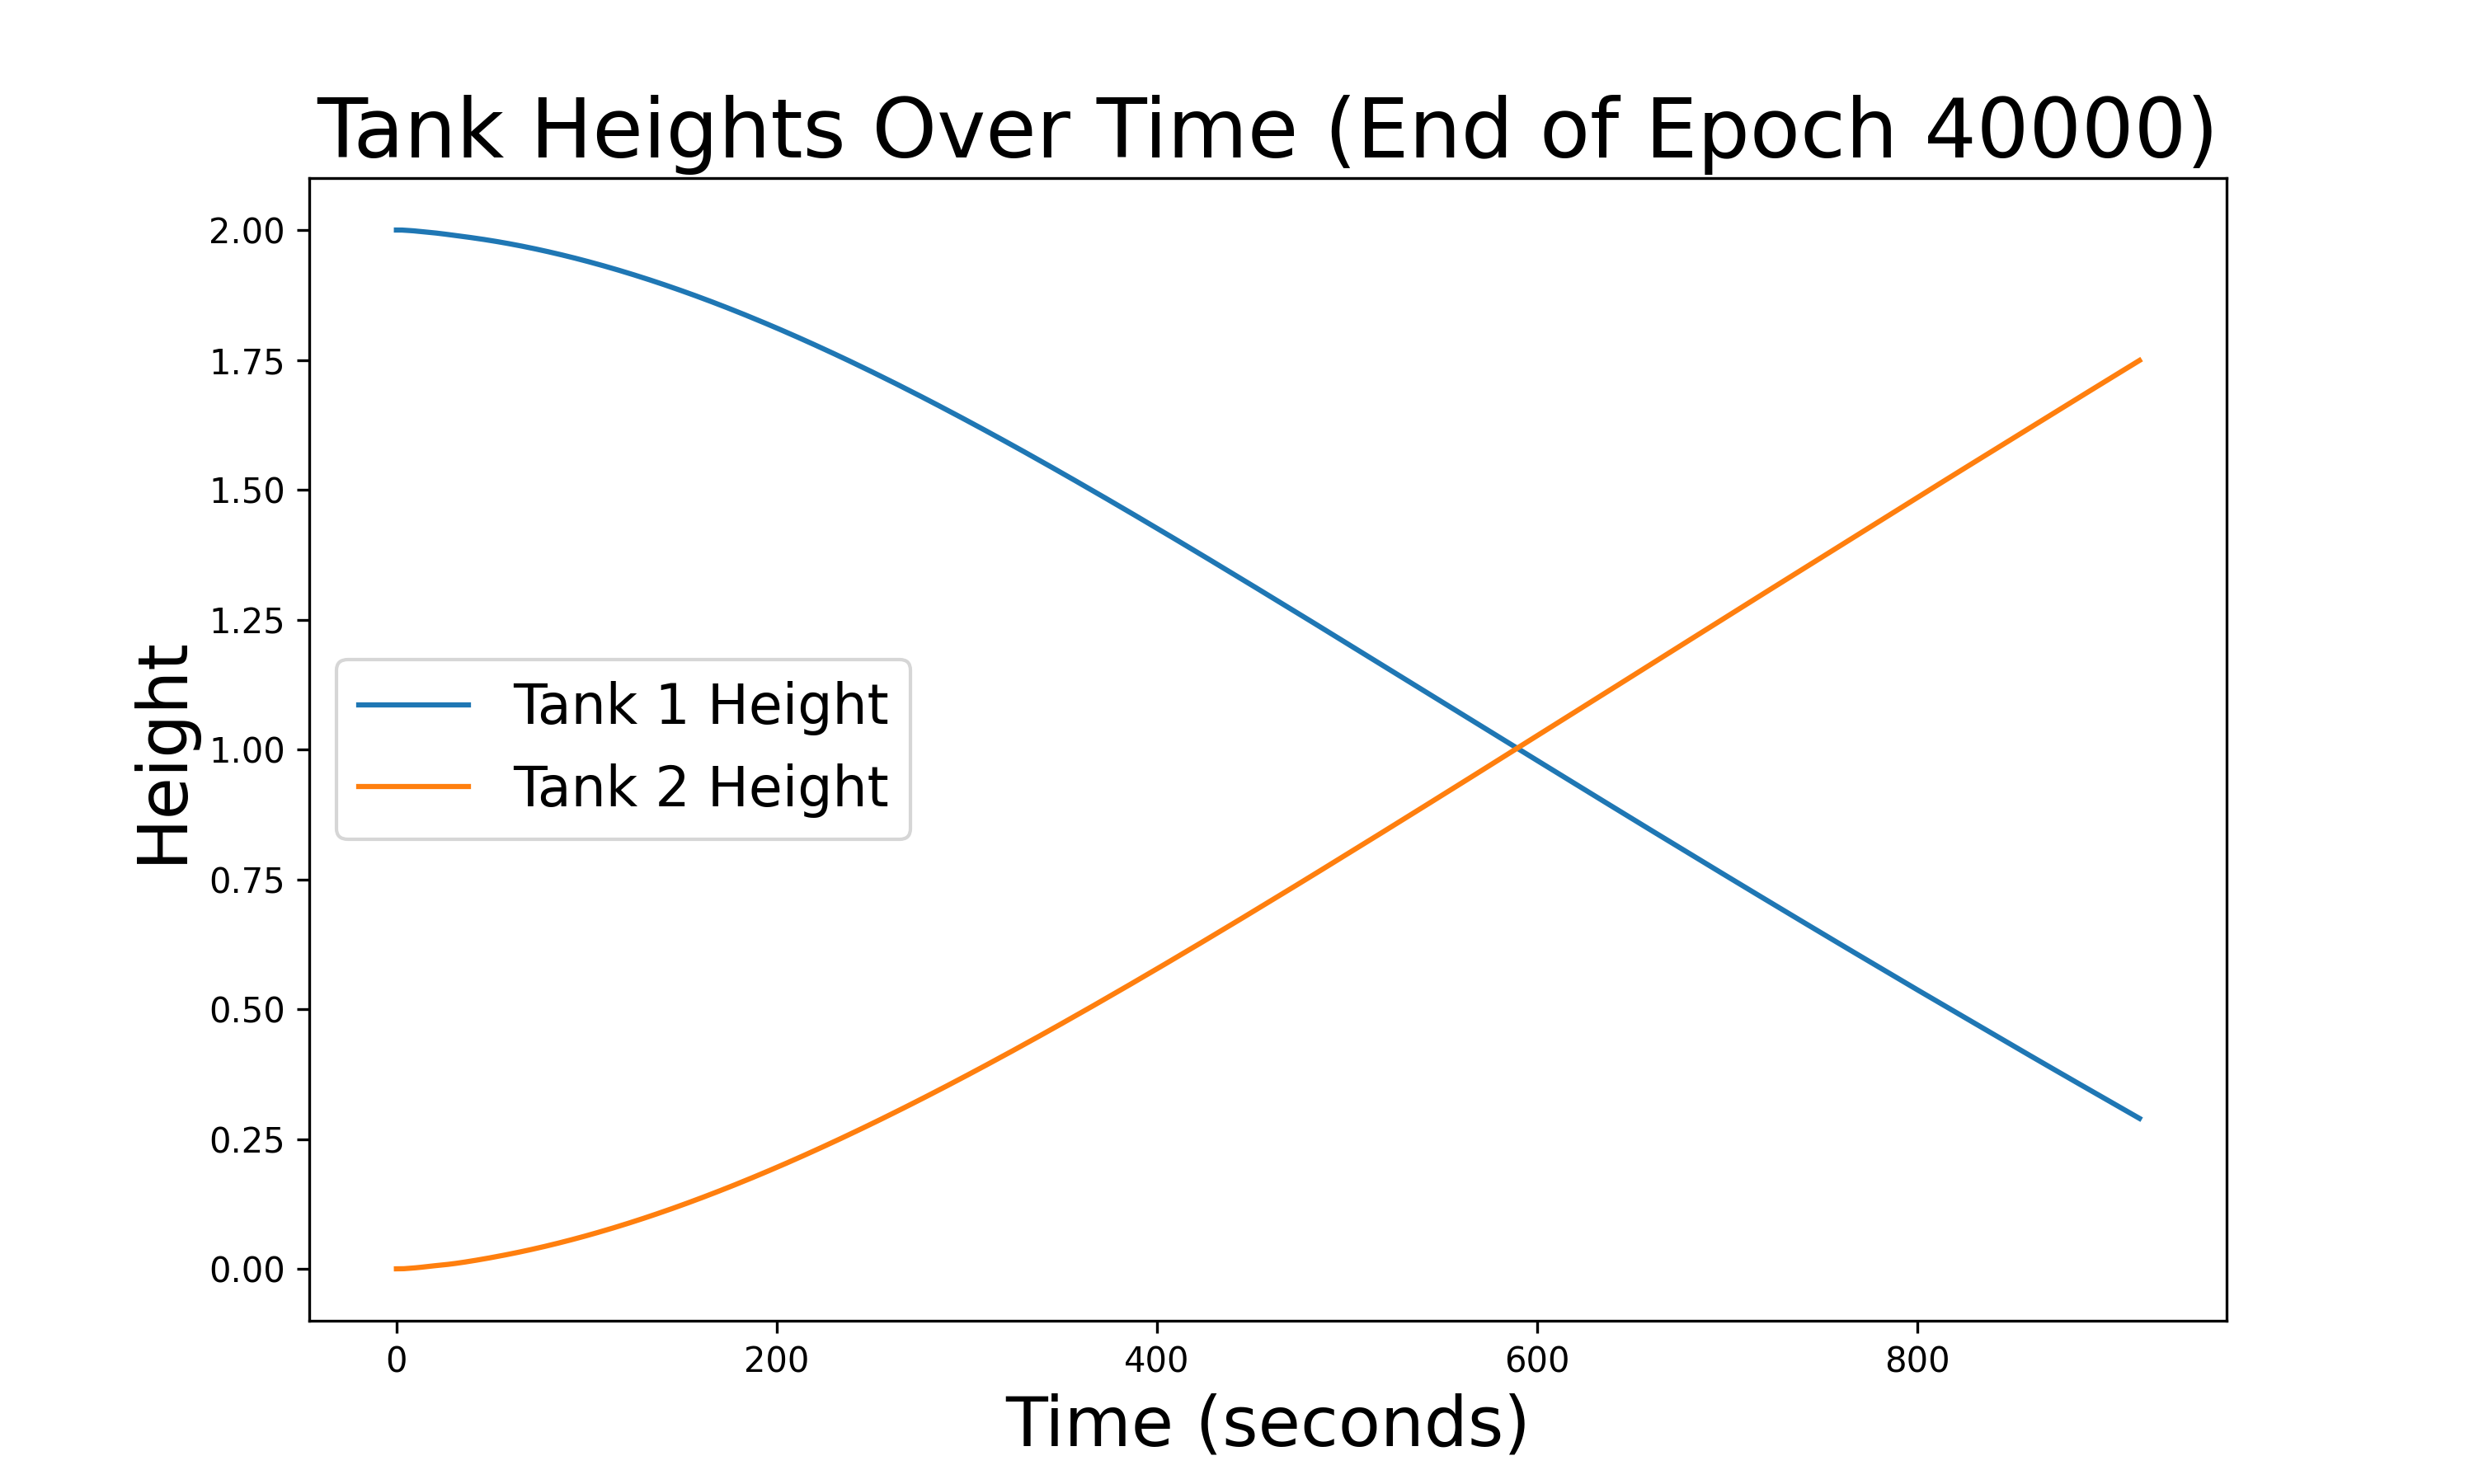 Tank Heights Over Time (End of Epoch 40000)
2.00
1.75
1.50
1.25
1.00
0.75
0.50
0.25
0.00
Height
Tank 1 Height
Tank 2 Height
0 200 400 600 800
Time (seconds)